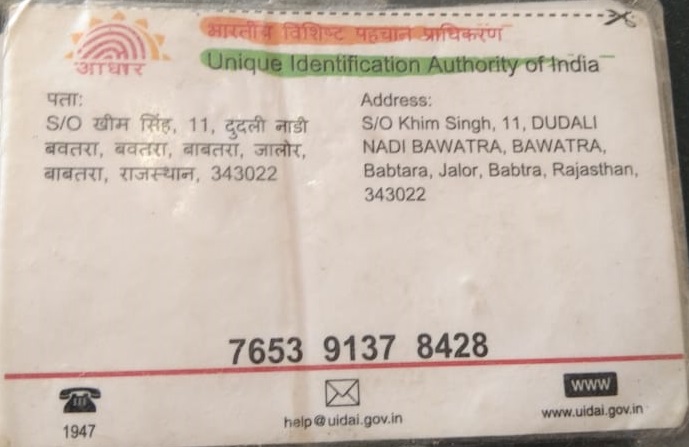 भारतीय विशिष्ट पहचान प्राधिकरण
Unique Identification Authority of India
आधार
पता:
S/O खीम सिंह, 11, दुदली नाडी
बवतरा, बवतरा, बाबतरा, जालोर,
बाबतरा, राजस्थान, 343022
Address:
S/O Khim Singh, 11, DUDALI
NADI BAWATRA, BAWATRA,
Babtara, Jalor, Babtra, Rajasthan,
343022
7653 9137 8428
1947
help@uidai.gov.in
www
www.uidai.gov.in